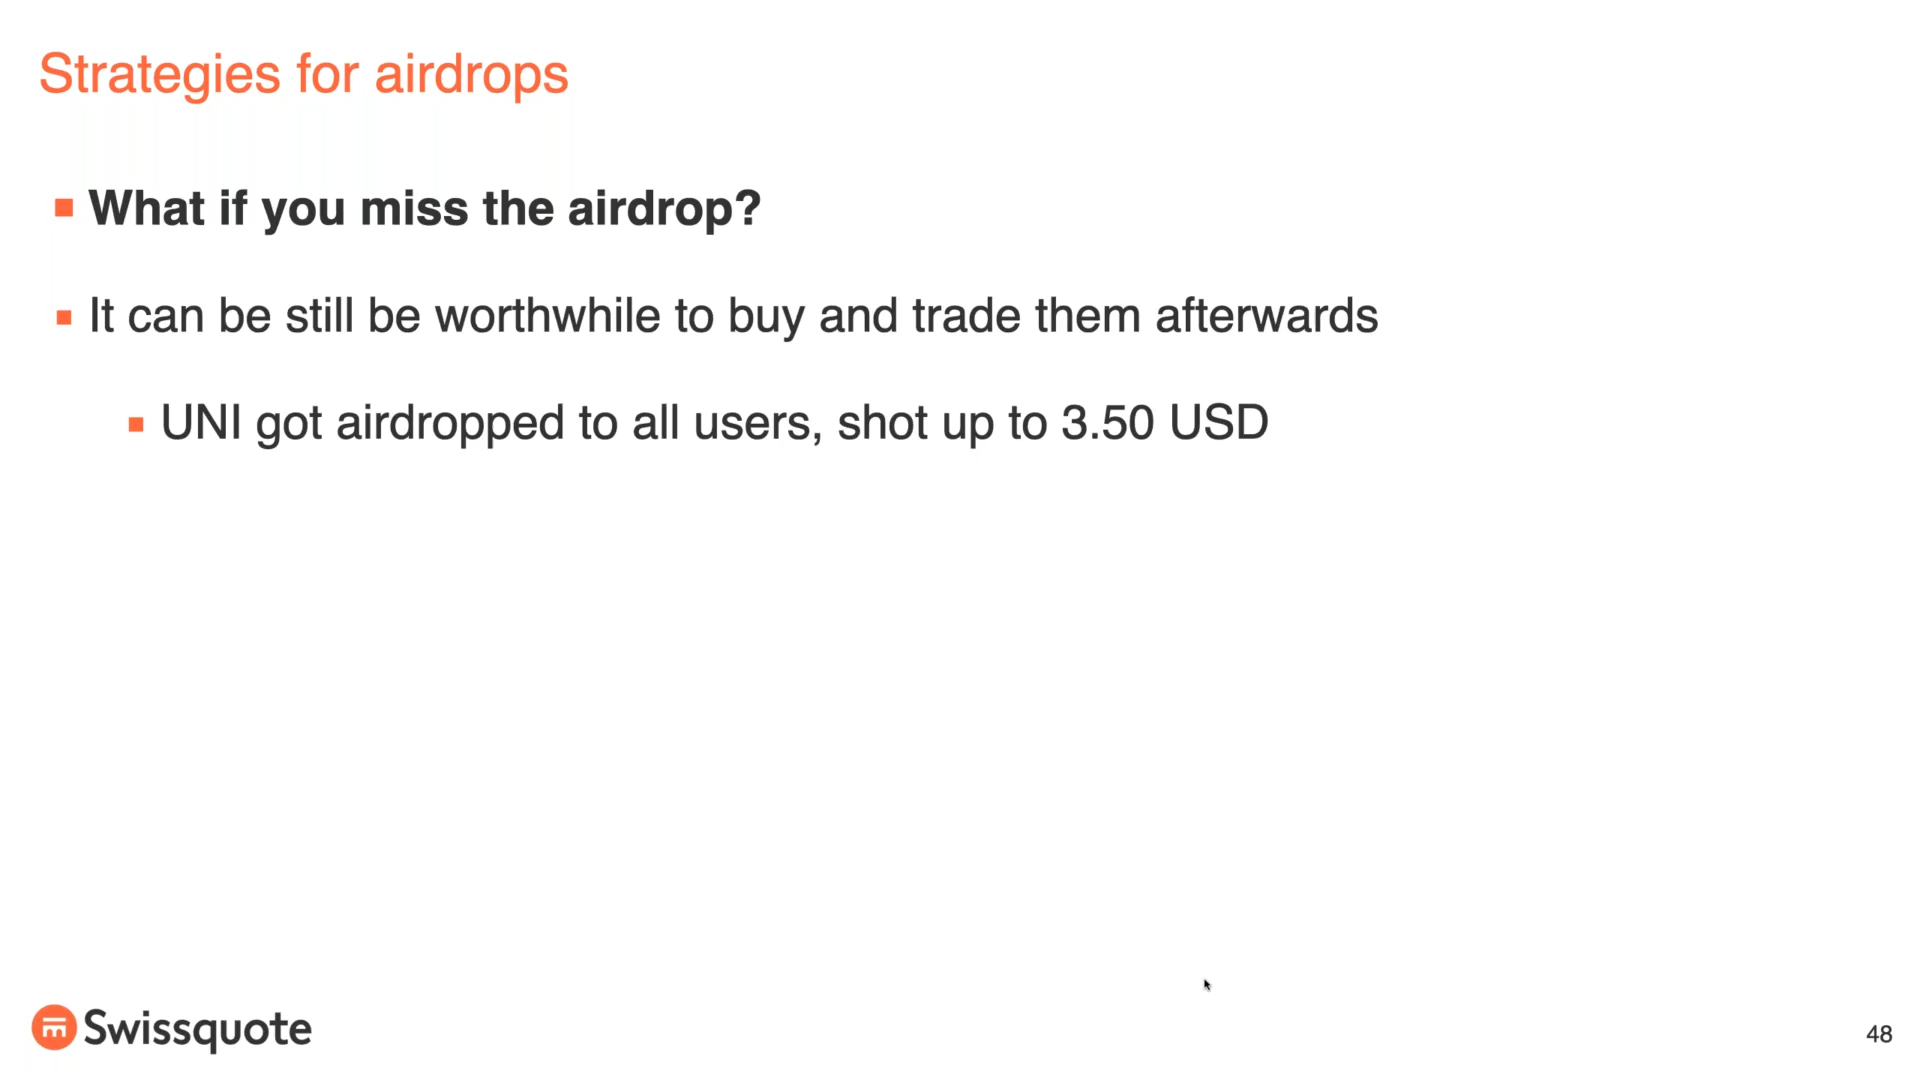 Strategies for airdrops
What if you miss the airdrop?
It can be still be worthwhile to buy and trade them afterwards
UNI got airdropped to all users, shot up to 3.50 USD
Swissquote
48